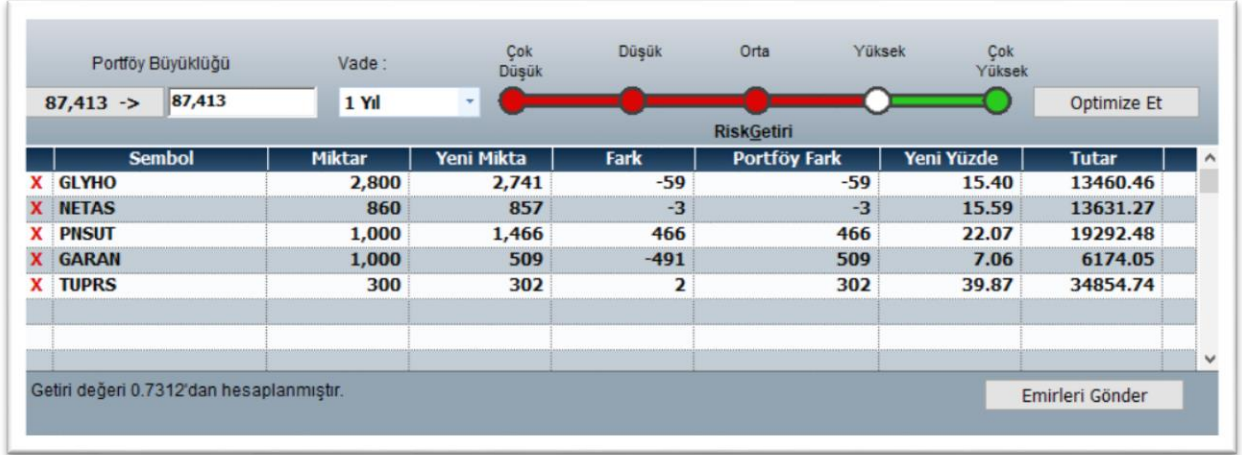 Portföy Büyüklüğü Vade : Çok Düşük Düşük Orta Yüksek Çok Yüksek
87,413 -> 87,413 1 Yıl Optimize Et
RiskGetiri
Sembol Miktar Yeni Mikta Fark Portföy Fark Yeni Yüzde Tutar
X GLYHO 2,800 2,741 -59 -59 15.40 13460.46
X NETAS 860 857 -3 -3 15.59 13631.27
X PNSUT 1,000 1,466 466 466 22.07 19292.48
X GARAN 1,000 509 -491 509 7.06 6174.05
X TUPRS 300 302 2 302 39.87 34854.74
Getiri değeri 0.7312'dan hesaplanmıştır.
Emirleri Gönder